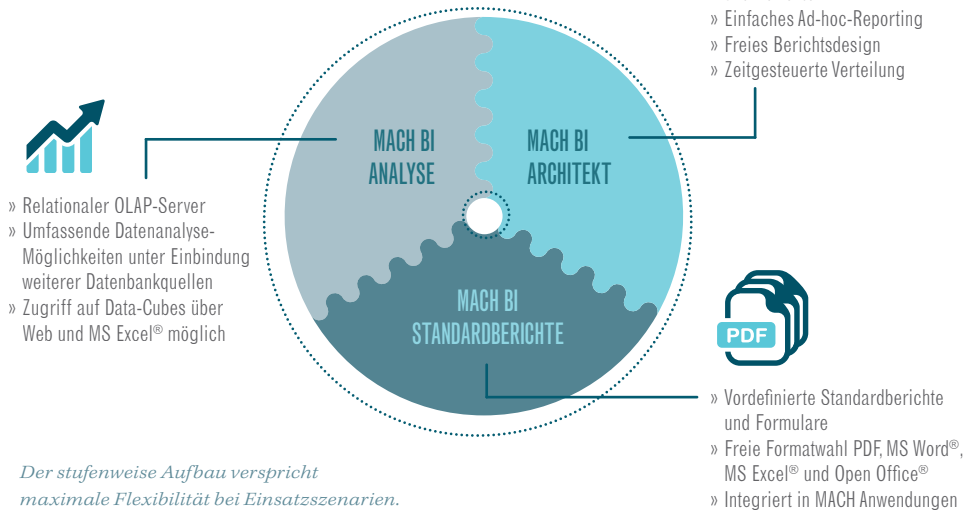 » Einfaches Ad-hoc-Reporting
» Freies Berichtsdesign
» Zeitgesteuerte Verteilung
MACH BI
ANALYSE
MACH BI
ARCHITEKT
» Relationaler OLAP-Server
» Umfassende Datenanalyse-
Möglichkeiten unter Einbindung
weiterer Datenbankquellen
» Zugriff auf Data-Cubes über
Web und MS Excel® möglich
MACH BI
STANDARDBERICHTE
PDF
» Vordefinierte Standardberichte
und Formulare
» Freie Formatwahl PDF, MS Word®,
MS Excel® und Open Office®
» Integriert in MACH Anwendungen
Der stufenweise Aufbau verspricht
maximale Flexibilität bei Einsatzszenarien.